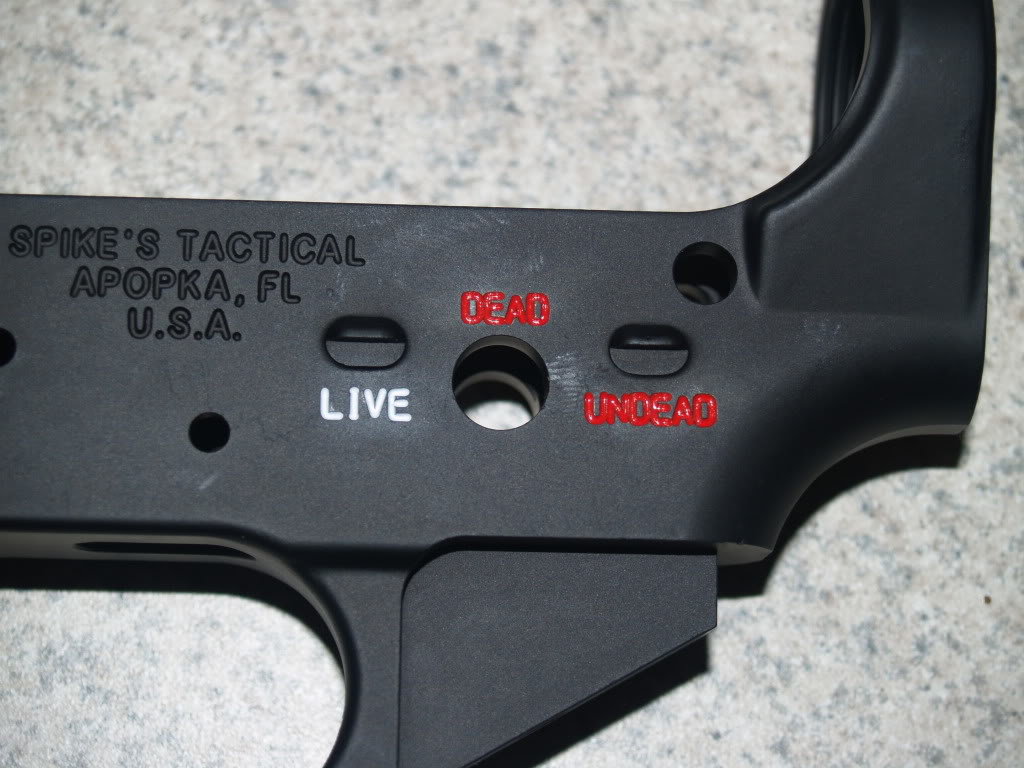 SPIKE'S TACTICAL
APOPKA, FL
U.S.A.
DEAD
LIVE
UNDEAD